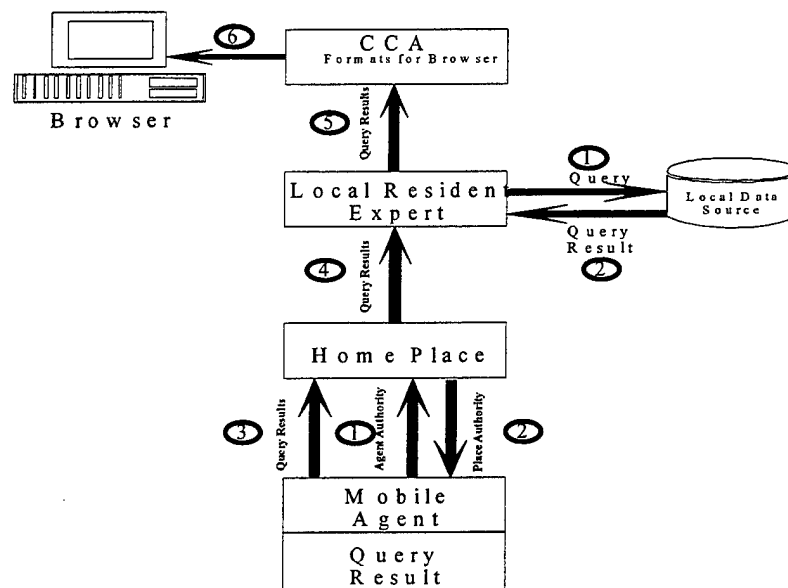 6
CCA
Formats for Browser
Browser
5
Query Results
1
Query
Local Resident
Expert
Local Data
Source
Query
Result
2
4
Query Results
Home Place
3
Query Results
1
Agent Authority
Place Authority
2
Mobile
Agent
Query
Result